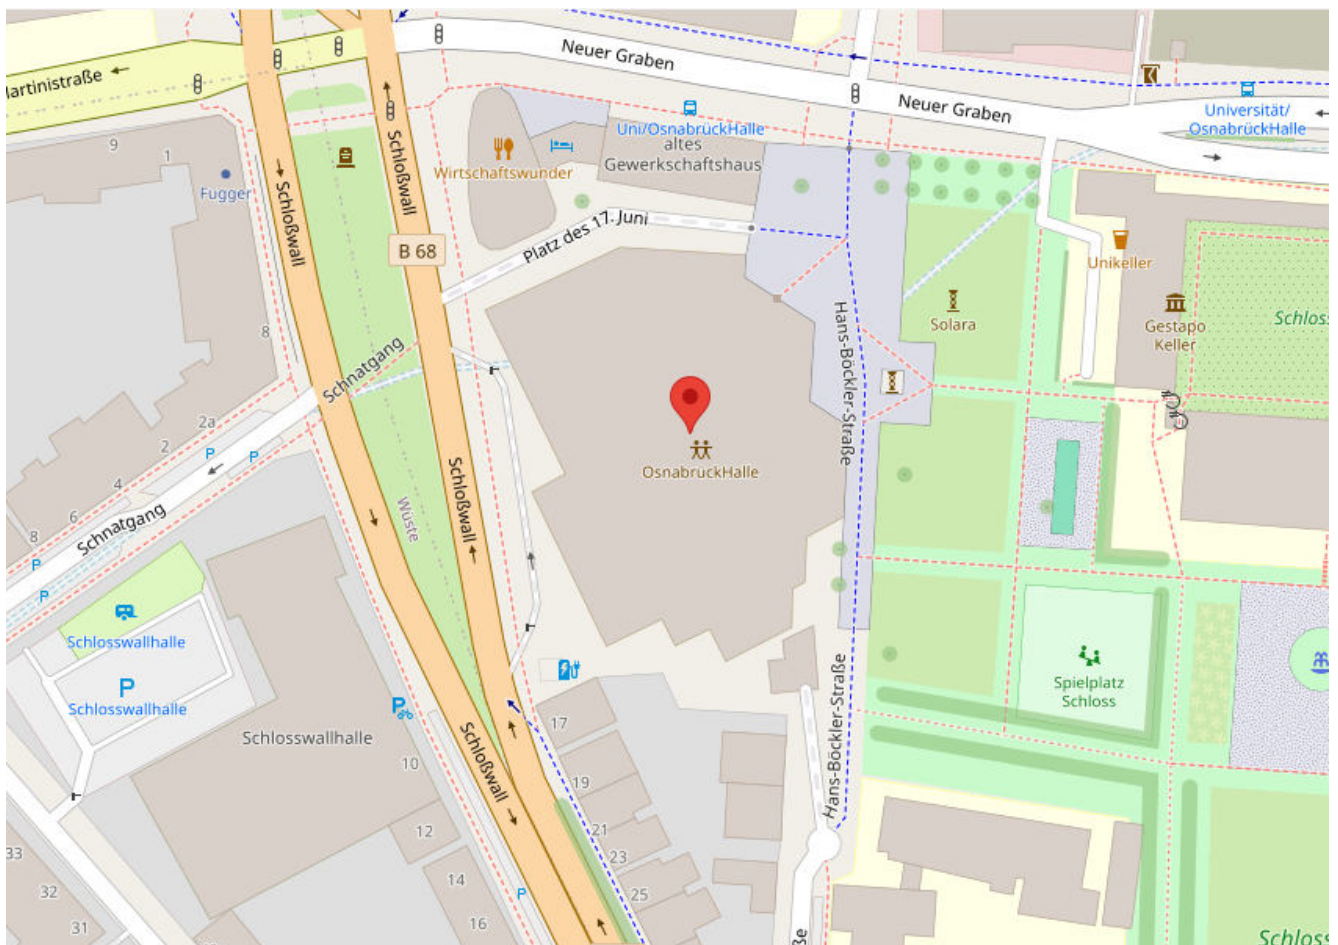 Neuer Graben
artinistraße
Neuer Graben
Universität/
OsnabrückHalle
Uni/OsnabrückHalle
altes
Gewerkschaftshaus
Schloßwall
9
1
Wirtschaftswunder
Fugger
Schloßwall
Platz des 17. Juni
B 68
Unikeller
Gestapo
Keller
Schloss
Solara
Hans-Böckler-Straße
8
Schnatgang
2a
P
2
P
4
6
8
Schnatgang
P
P
Schloßwall
Wüste
OsnabrückHalle
Schlosswallhalle
P
Schlosswallhalle
Schlosswallhalle
P
10
12
14
16
P
Schloßwall
17
19
21
23
25
Hans-Böckler-Straße
Spielplatz
Schloss
33
32
31
ße
Schloss